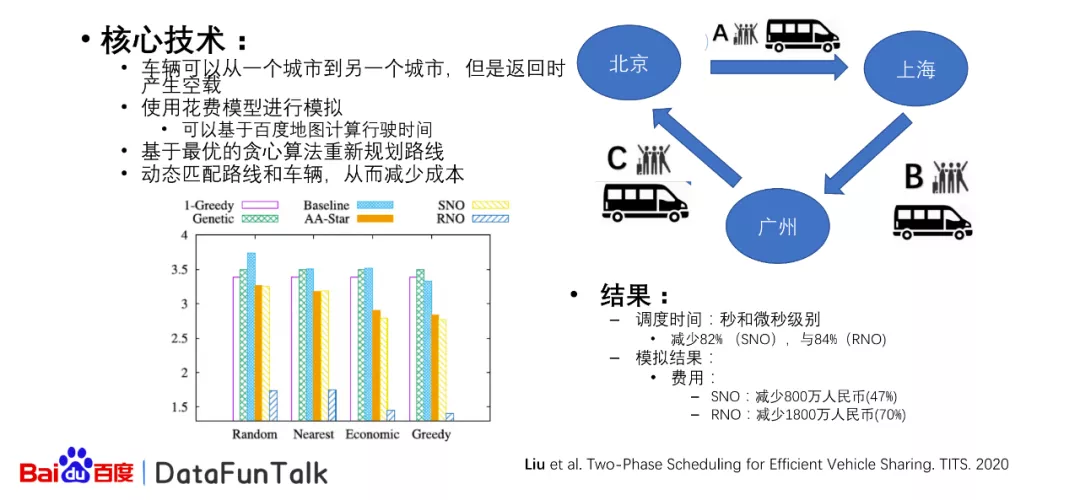 • 核心技术：
• 车辆可以从一个城市到另一个城市，但是返回时
产生空载
• 使用花费模型进行模拟
• 可以基于百度地图计算行驶时间
• 基于最优的贪心算法重新规划路线
• 动态匹配路线和车辆，从而减少成本
1-Greedy Baseline SNO
Genetic AA-Star RNO
4
3.5
3
2.5
2
1.5
Random Nearest Economic Greedy
北京
A
上海
C
B
广州
• 结果：
– 调度时间：秒和微秒级别
• 减少82% （SNO），与84%（RNO)
– 模拟结果：
• 费用：
– SNO：减少800万人民币(47%)
– RNO：减少1800万人民币(70%)
Bai du 百度 | DataFunTalk
Liu et al. Two-Phase Scheduling for Efficient Vehicle Sharing. TITS. 2020